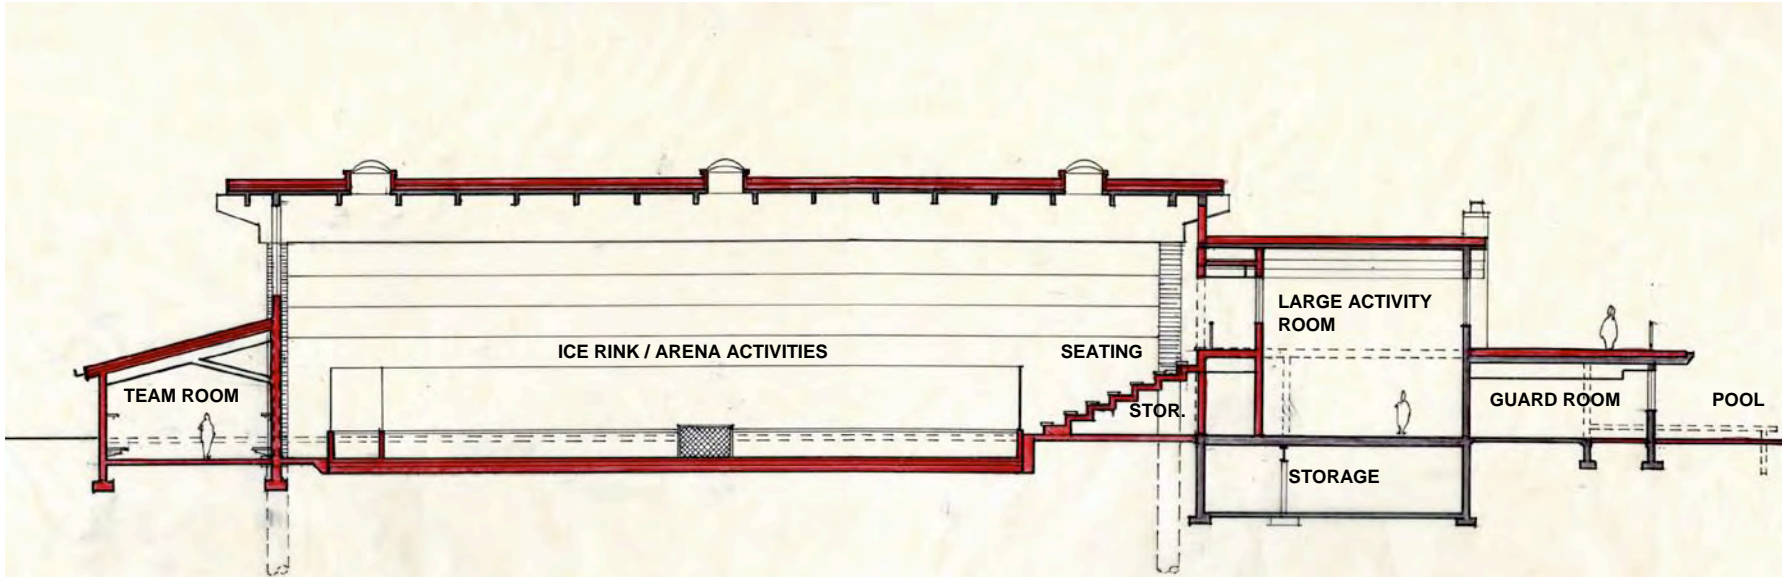 LARGE ACTIVITY
ROOM
ICE RINK / ARENA ACTIVITIES
SEATING
TEAM ROOM
STOR.
GUARD ROOM
POOL
STORAGE